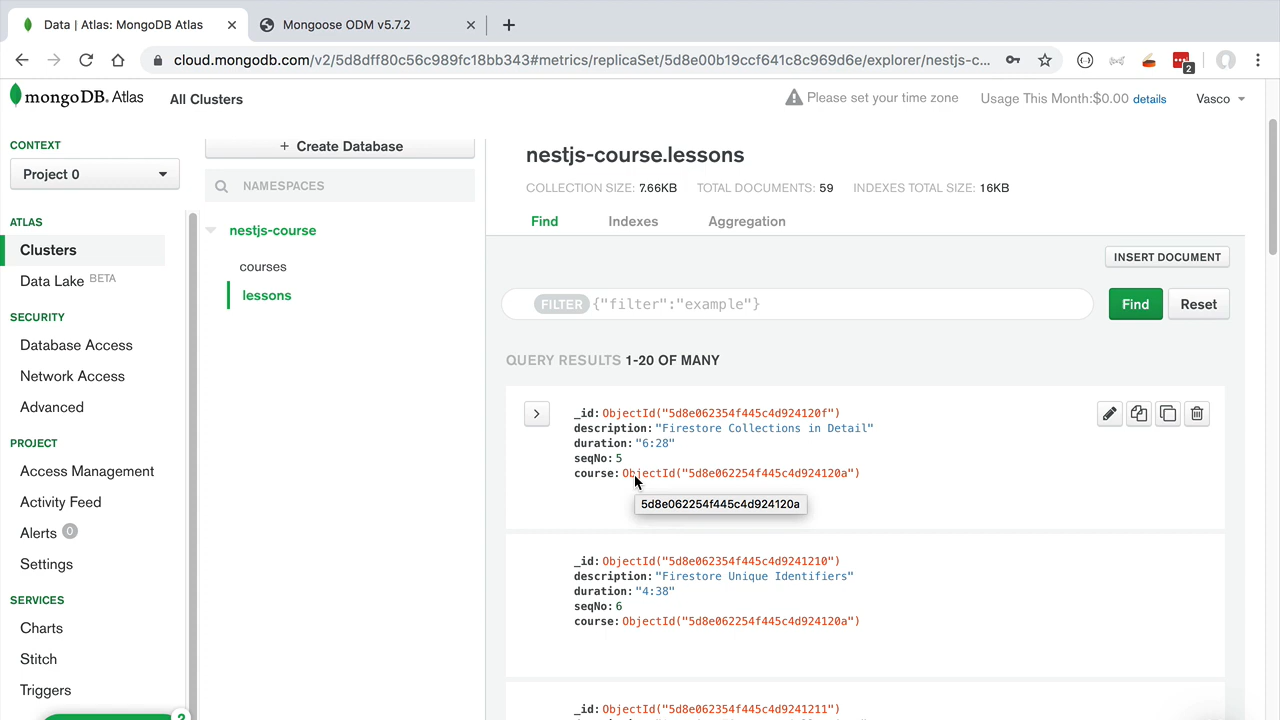 Data | Atlas: MongoDB Atlas
Mongoose ODM v5.7.2
cloud.mongodb.com/v2/5d8dff80c56c989fc18bb343#metrics/replicaSet/5d8e00b19ccf641c8c969d6e/explorer/nestjs-c...
2
mongoDB. Atlas
All Clusters
Please set your time zone
Usage This Month:$0.00 details
Vasco
CONTEXT
Project 0
ATLAS
Clusters
Data Lake BETA
SECURITY
Database Access
Network Access
Advanced
PROJECT
Access Management
Activity Feed
Alerts 0
Settings
SERVICES
Charts
Stitch
Triggers
+ Create Database
NAMESPACES
nestjs-course
courses
lessons
nestjs-course.lessons
COLLECTION SIZE: 7.66KB TOTAL DOCUMENTS: 59 INDEXES TOTAL SIZE: 16KB
Find Indexes Aggregation
INSERT DOCUMENT
FILTER {"filter":"example"}
Find
Reset
QUERY RESULTS 1-20 OF MANY
_id: ObjectId("5d8e062354f445c4d924120f")
description: "Firestore Collections in Detail"
duration: "6:28"
seqNo: 5
course: ObjectId("5d8e062254f445c4d924120a")
5d8e062254f445c4d924120a
_id: ObjectId("5d8e062354f445c4d9241210")
description: "Firestore Unique Identifiers"
duration: "4:38"
seqNo: 6
course: ObjectId("5d8e062254f445c4d924120a")
_id: ObjectId("5d8e062354f445c4d9241211")